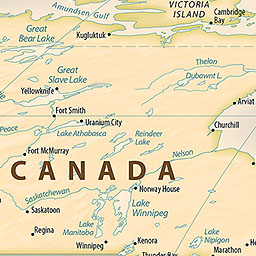 VICTORIA
ISLAND
Amundsen Gulf
Cambridge
Bay
Great
Bear Lake
Kugluktuk
Great
Slave Lake
Thelon
Dubawnt L.
Yellowknife
Arviat
Fort Smith
Uranium City
Churchill
Peace
Lake Athabasca
Reindeer
Lake
Fort McMurray
Nelson
CANADA
Norway House
Saskatchewan
Saskatoon
Lake
Winnipeg
Lake
Manitoba
Regina
Winnipeg
Kenora
Lake
Nipigon
Marathon
Thunder Bay